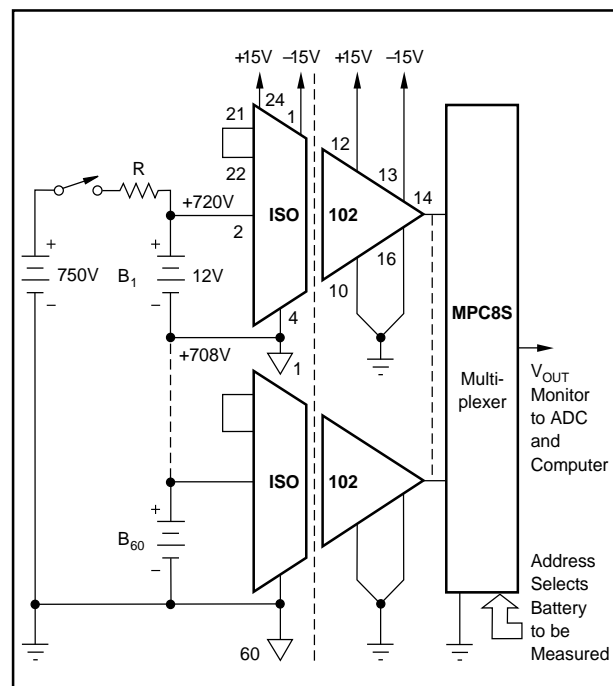 +15V –15V +15V –15V
24
21 1
12
22
R 13
14
+720V ISO 102
2
+ +
750V B1 12V 16
– – 10
4 MPC8S
+708V
1 Multi-
plexer
VOUT
Monitor
to ADC
and
Computer
ISO 102
+
B60
–
Address
Selects
Battery
to be
Measured
60